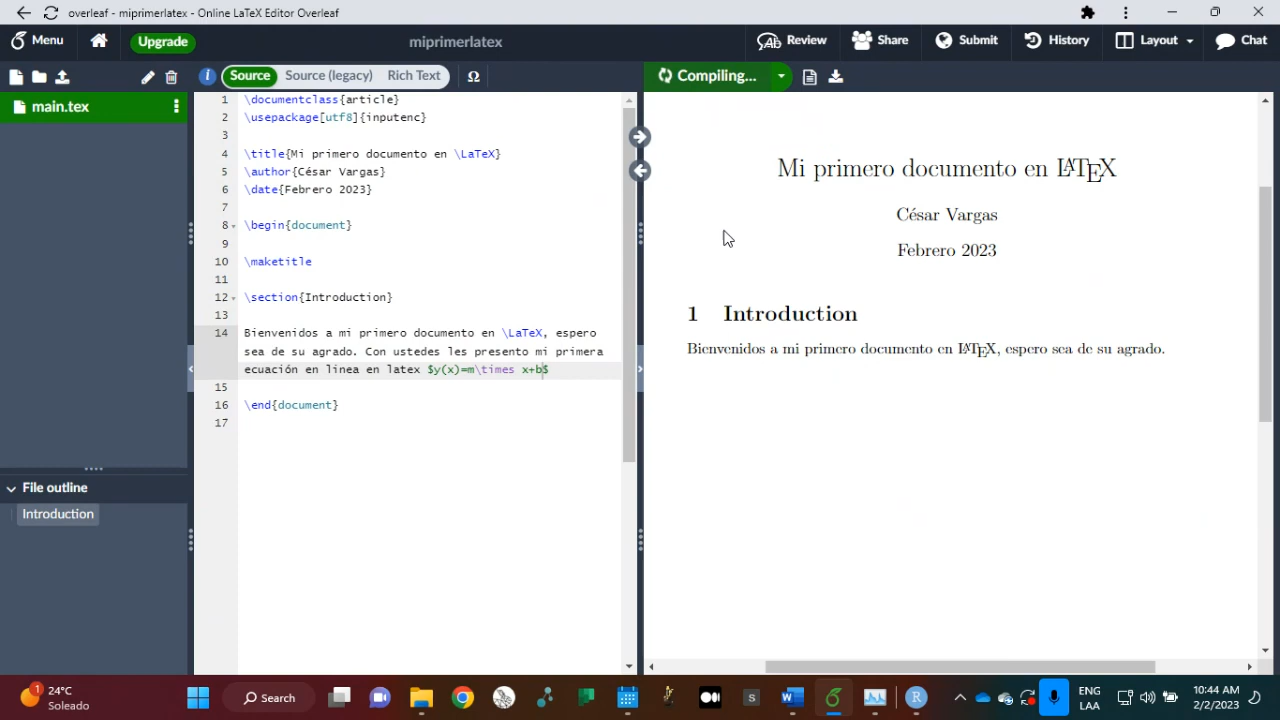 overleaf - miprimerlatex - Online LaTeX Editor Overleaf
Menu
Upgrade
miprimerlatex
Review
Share
Submit
History
Layout
Chat
Source
Source (legacy)
Rich Text
Ω
Compiling...
main.tex
1 \documentclass{article}
2 \usepackage[utf8]{inputenc}
3
4 \title{Mi primero documento en \LaTeX}
5 \author{César Vargas}
6 \date{Febrero 2023}
7
8 \begin{document}
9
10 \maketitle
11
12 \section{Introduction}
13
14 Bienvenidos a mi primero documento en \LaTeX, espero
sea de su agrado. Con ustedes les presento mi primera
ecuación en linea en latex $y(x)=m\times x+b$
15
16 \end{document}
17
Mi primero documento en LATEX
César Vargas
Febrero 2023
1 Introduction
Bienvenidos a mi primero documento en LATEX, espero sea de su agrado.
File outline
Introduction
1
24°C
Soleado
Search
ENG
LAA
10:44 AM
2/2/2023